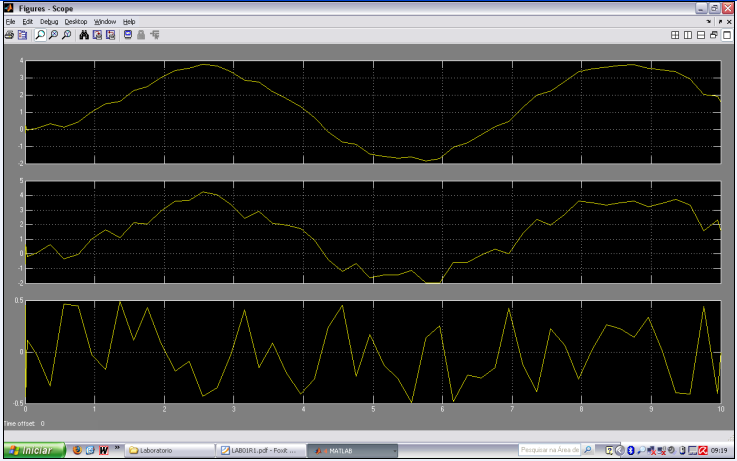 Figures - Scope
File Edit Debug Desktop Window Help
4
3
2
1
0
-1
-2
5
4
3
2
1
0
-1
-2
0.5
0
-0.5
0 1 2 3 4 5 6 7 8 9 10
Time offset: 0
Iniciar
W
»
Laboratorio
LAB01R1.pdf - Foxit ...
MATLAB
Pesquisar na Área de
09:19